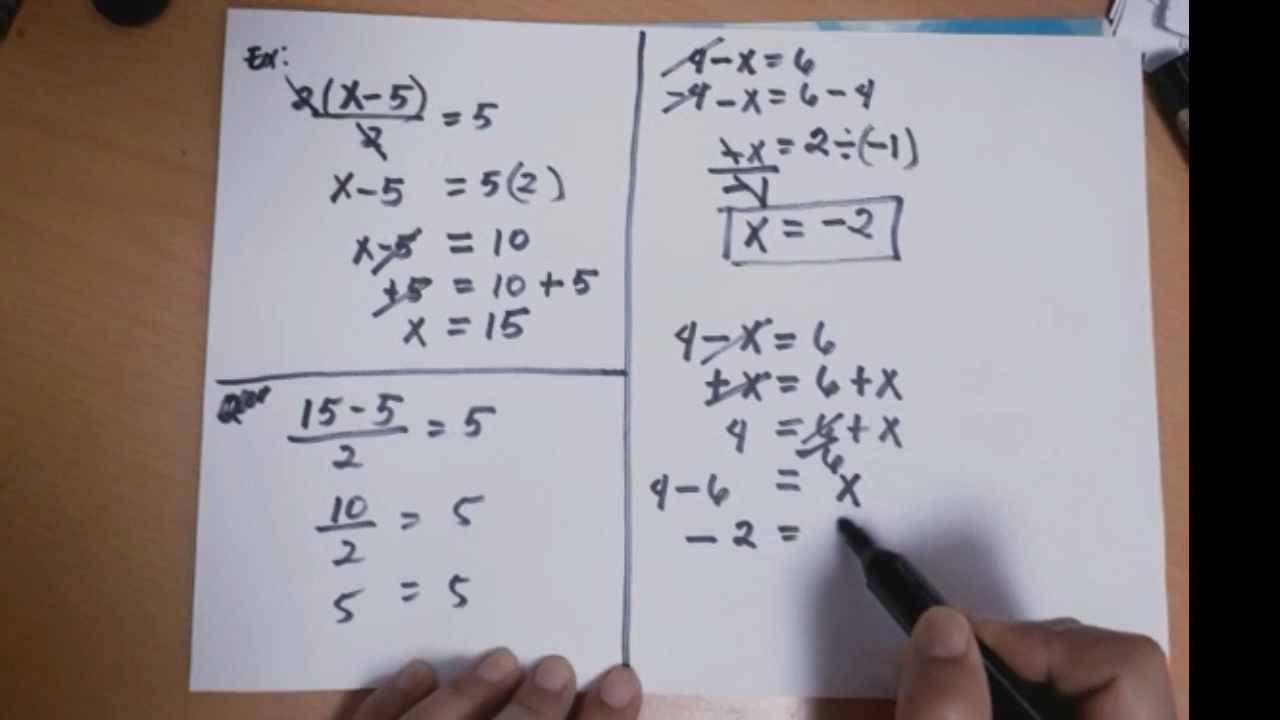 Ex:
2(x-5)/2 = 5
x-5 = 5(2)
x-5 = 10
+5 = 10 + 5
x = 15
15-5/2 = 5
10/2 = 5
5 = 5
4-x = 6
-4-x = 6-4
-x/-1 = 2÷(-1)
x = -2
4-x = 6
+x = 6+x
4 = 6+x
-6
4-6 = x
-2 =